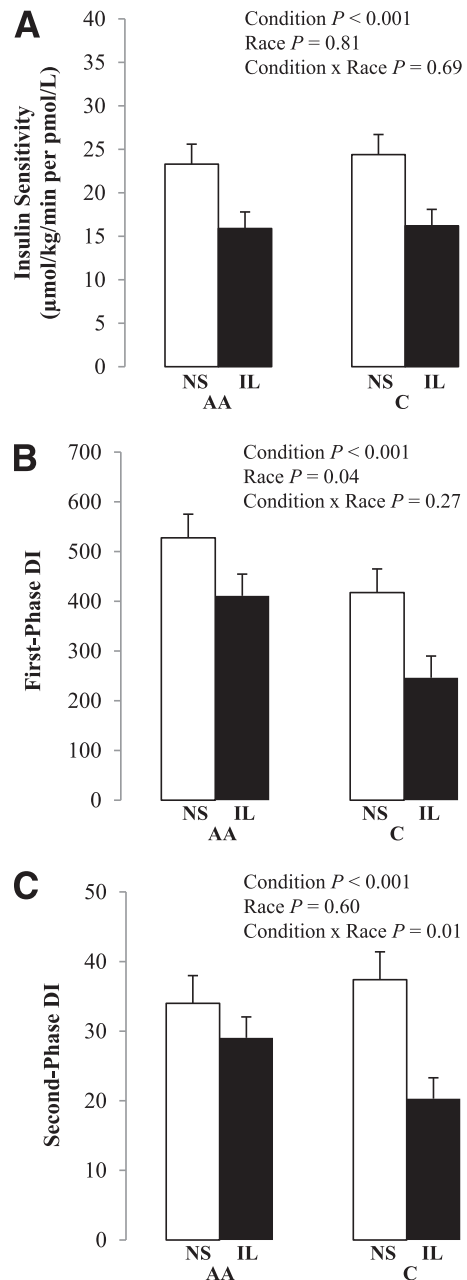 A
Condition P < 0.001
Race P = 0.81
Condition x Race P = 0.69
Insulin Sensitivity
(µmol/kg/min per pmol/L)
40
35
30
25
20
15
10
5
0
NS IL NS IL
AA C
B
Condition P < 0.001
Race P = 0.04
Condition x Race P = 0.27
First-Phase DI
700
600
500
400
300
200
100
0
NS IL NS IL
AA C
C
Condition P < 0.001
Race P = 0.60
Condition x Race P = 0.01
Second-Phase DI
50
40
30
20
10
0
NS IL NS IL
AA C